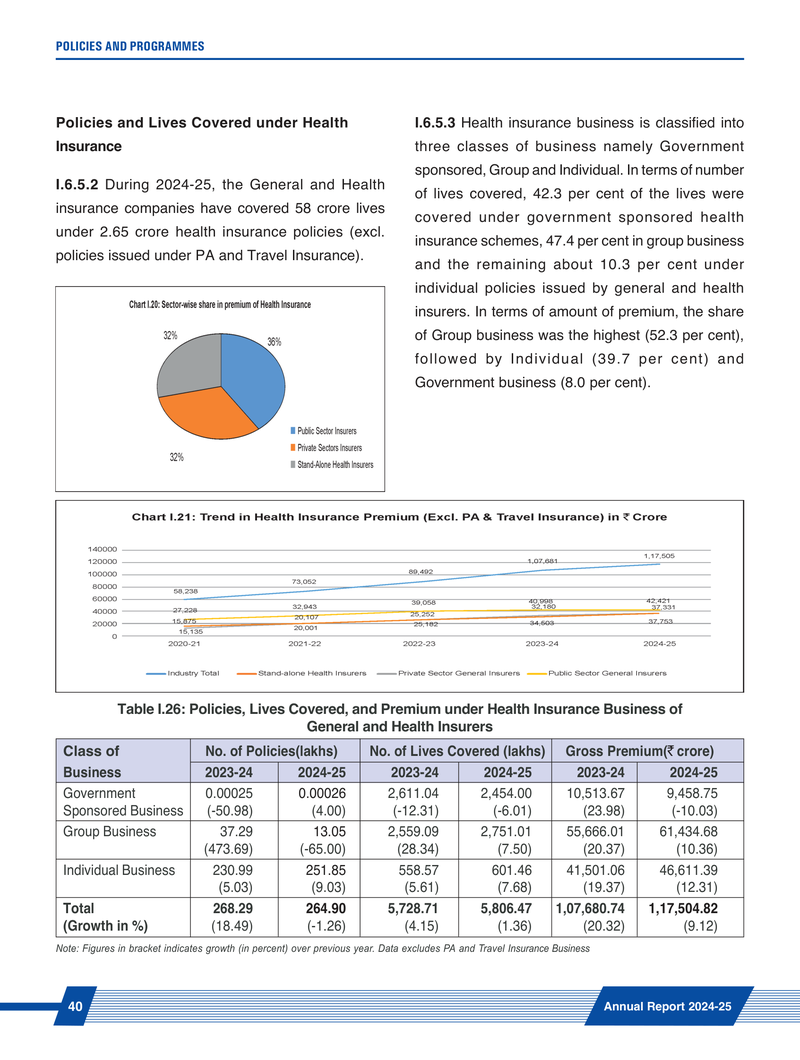 POLICIES AND PROGRAMMES
Policies and Lives Covered under Health
Insurance
I.6.5.2 During 2024-25, the General and Health
insurance companies have covered 58 crore lives
under 2.65 crore health insurance policies (excl.
policies issued under PA and Travel Insurance).
Chart I.20: Sector-wise share in premium of Health Insurance
32%
36%
32%
Public Sector Insurers
Private Sectors Insurers
Stand-Alone Health Insurers
I.6.5.3 Health insurance business is classified into
three classes of business namely Government
sponsored, Group and Individual. In terms of number
of lives covered, 42.3 per cent of the lives were
covered under government sponsored health
insurance schemes, 47.4 per cent in group business
and the remaining about 10.3 per cent under
individual policies issued by general and health
insurers. In terms of amount of premium, the share
of Group business was the highest (52.3 per cent),
followed by Individual (39.7 per cent) and
Government business (8.0 per cent).
Chart I.21: Trend in Health Insurance Premium (Excl. PA & Travel Insurance) in ₹ Crore
140000
120000
100000
80000
60000
40000
20000
0
58,238
73,052
89,492
1,07,681
1,17,505
27,228
32,943
39,058
40,998
42,421
15,875
20,107
25,252
32,180
37,331
15,135
20,001
25,182
34,503
37,753
2020-21 2021-22 2022-23 2023-24 2024-25
Industry Total Stand-alone Health Insurers Private Sector General Insurers Public Sector General Insurers
Table I.26: Policies, Lives Covered, and Premium under Health Insurance Business of
General and Health Insurers
Class of No. of Policies(lakhs) No. of Lives Covered (lakhs) Gross Premium(₹ crore)
Business 2023-24 2024-25 2023-24 2024-25 2023-24 2024-25
Government 0.00025 0.00026 2,611.04 2,454.00 10,513.67 9,458.75
Sponsored Business (-50.98) (4.00) (-12.31) (-6.01) (23.98) (-10.03)
Group Business 37.29 13.05 2,559.09 2,751.01 55,666.01 61,434.68
(473.69) (-65.00) (28.34) (7.50) (20.37) (10.36)
Individual Business 230.99 251.85 558.57 601.46 41,501.06 46,611.39
(5.03) (9.03) (5.61) (7.68) (19.37) (12.31)
Total 268.29 264.90 5,728.71 5,806.47 1,07,680.74 1,17,504.82
(Growth in %) (18.49) (-1.26) (4.15) (1.36) (20.32) (9.12)
Note: Figures in bracket indicates growth (in percent) over previous year. Data excludes PA and Travel Insurance Business
40
Annual Report 2024-25